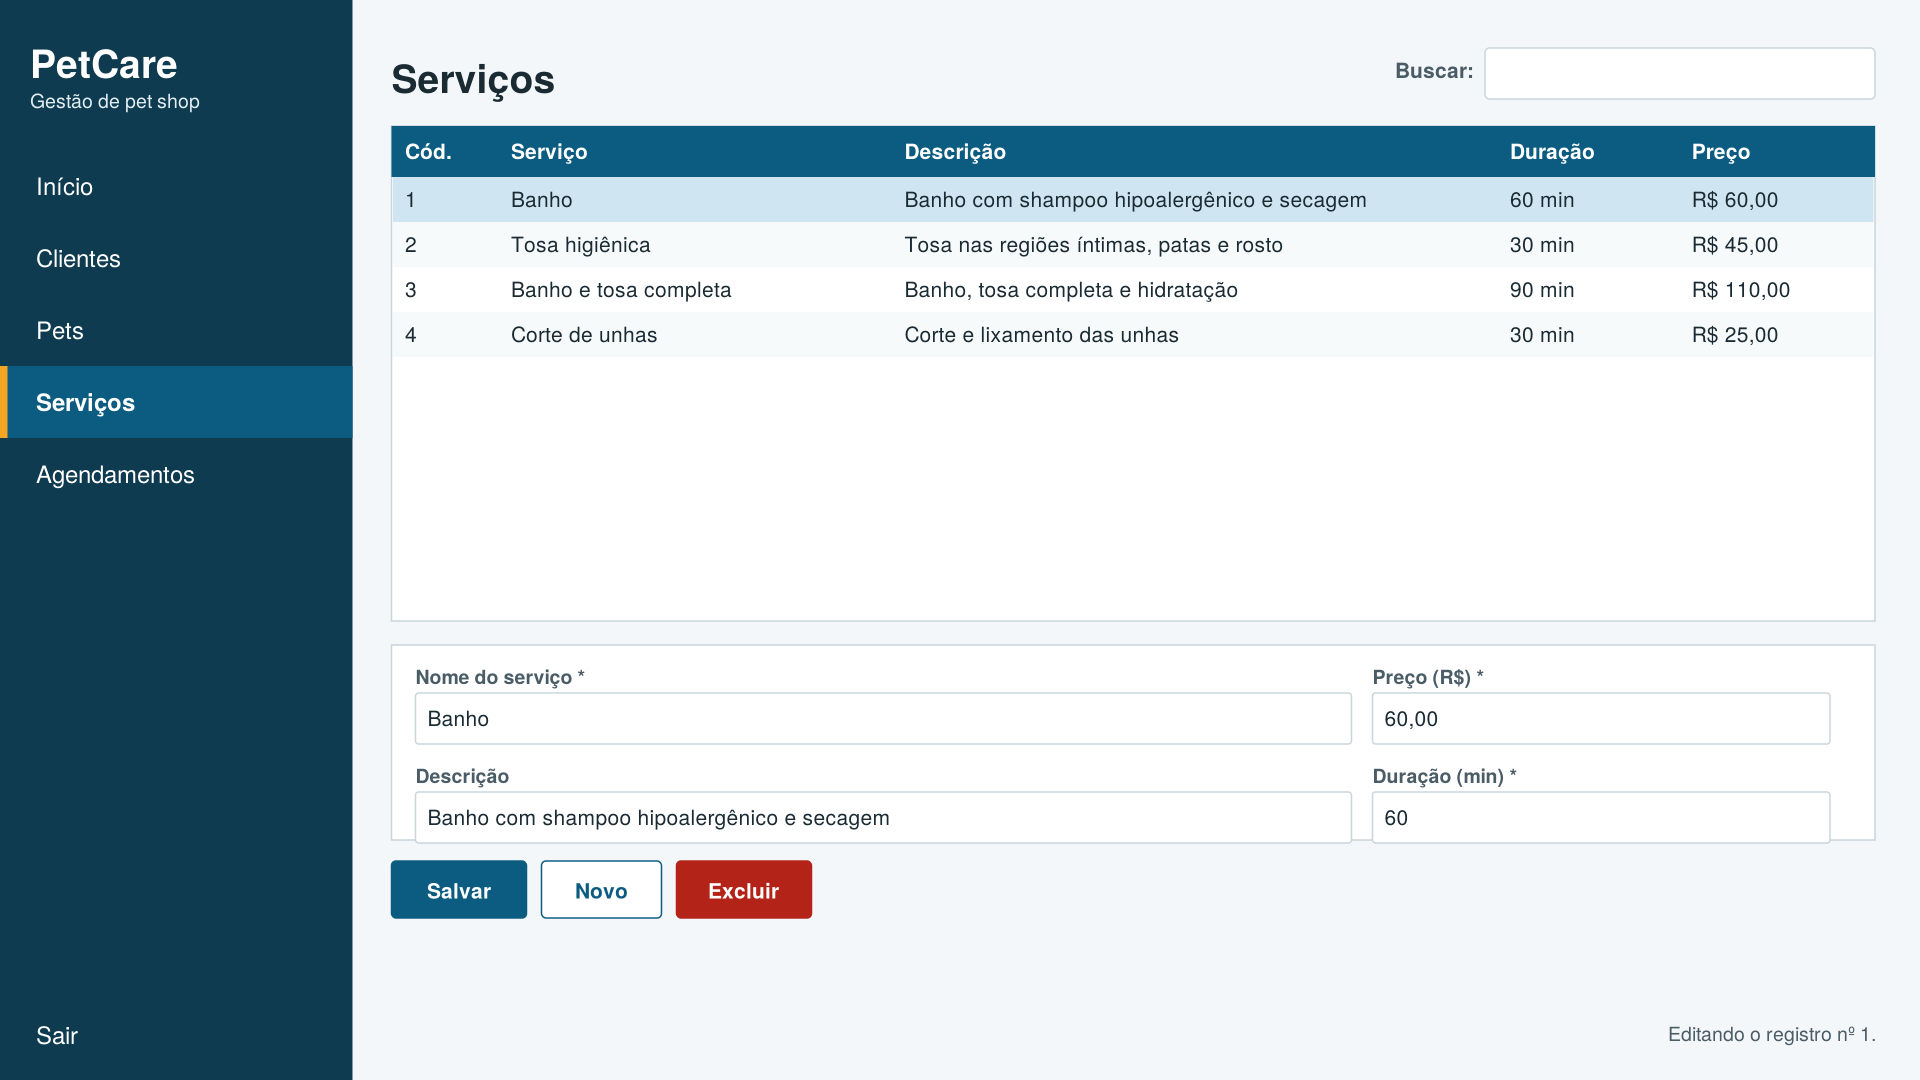 PetCare
Gestão de pet shop
Início
Clientes
Pets
Serviços
Agendamentos
Sair
Serviços
Buscar:
Cód. Serviço Descrição Duração Preço
1 Banho Banho com shampoo hipoalergênico e secagem 60 min R$ 60,00
2 Tosa higiênica Tosa nas regiões íntimas, patas e rosto 30 min R$ 45,00
3 Banho e tosa completa Banho, tosa completa e hidratação 90 min R$ 110,00
4 Corte de unhas Corte e lixamento das unhas 30 min R$ 25,00
Nome do serviço * Preço (R$) *
Banho 60,00
Descrição Duração (min) *
Banho com shampoo hipoalergênico e secagem 60
Salvar Novo Excluir
Editando o registro nº 1.